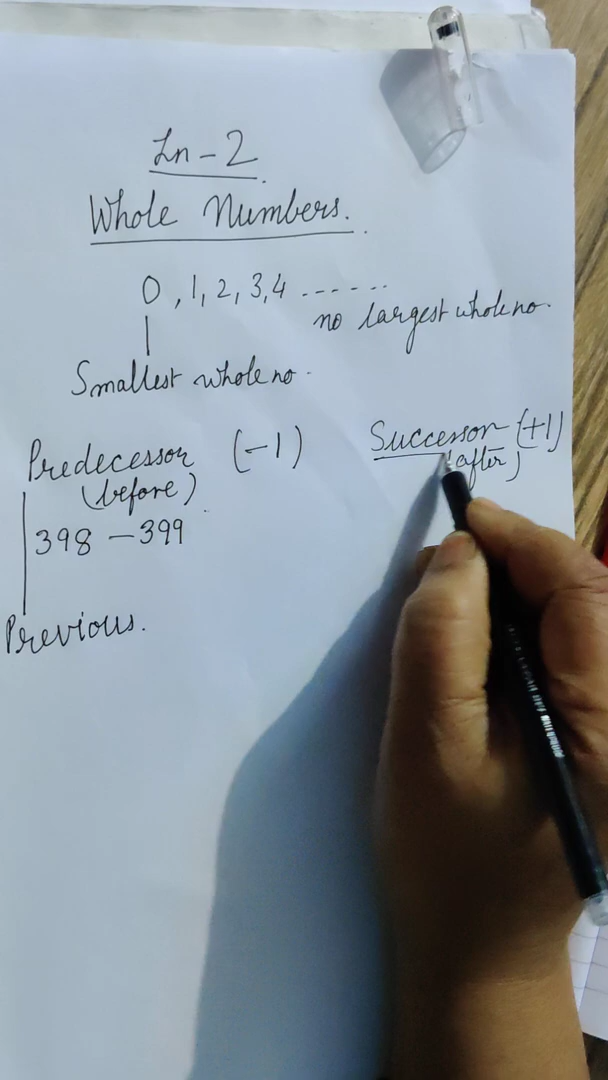 Ln - 2
Whole Numbers.
0 , 1, 2, 3, 4 ------
no largest whole no.
Smallest whole no.
Predecessor (-1)
(before)
398 - 399
Previous.
Successor (+1)
(after)